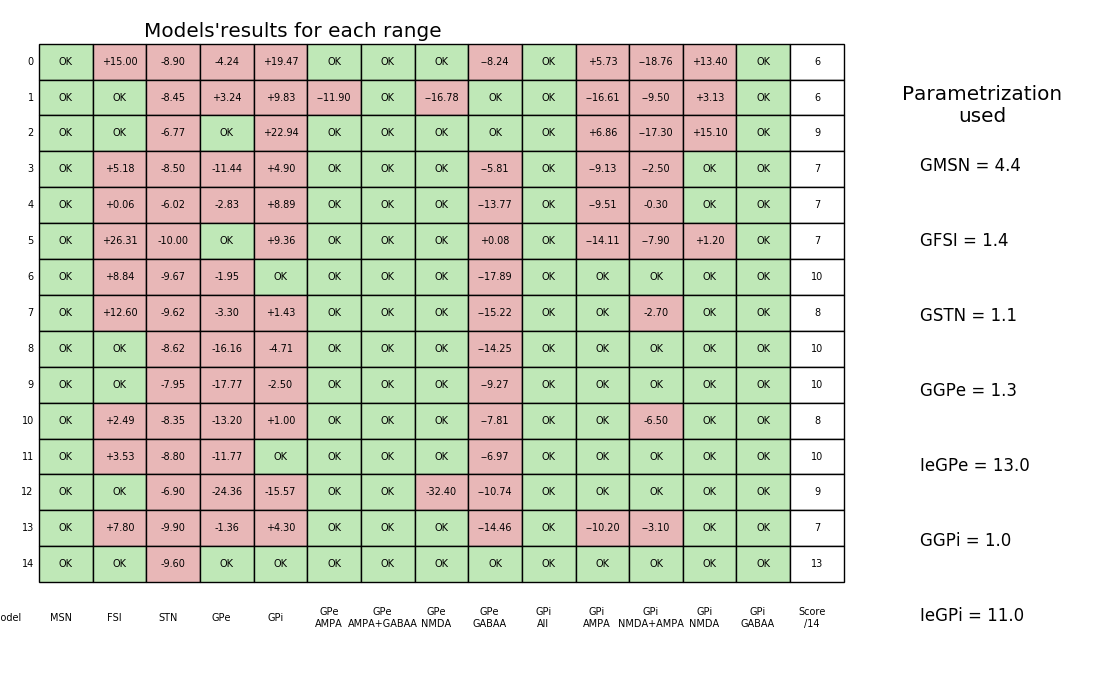 Models'results for each range
0 OK +15.00 -8.90 -4.24 +19.47 OK OK OK --8.24 OK +5.73 --18.76 +13.40 OK 6
1 OK OK -8.45 +3.24 +9.83 --11.90 OK --16.78 OK OK --16.61 --9.50 +3.13 OK 6
2 OK OK -6.77 OK +22.94 OK OK OK OK OK +6.86 --17.30 +15.10 OK 9
3 OK +5.18 -8.50 -11.44 +4.90 OK OK OK --5.81 OK --9.13 --2.50 OK OK 7
4 OK +0.06 -6.02 -2.83 +8.89 OK OK OK --13.77 OK --9.51 -0.30 OK OK 7
5 OK +26.31 -10.00 OK +9.36 OK OK OK +0.08 OK --14.11 --7.90 +1.20 OK 7
6 OK +8.84 -9.67 -1.95 OK OK OK OK --17.89 OK OK OK OK OK 10
7 OK +12.60 -9.62 -3.30 +1.43 OK OK OK --15.22 OK OK -2.70 OK OK 8
8 OK OK -8.62 -16.16 -4.71 OK OK OK --14.25 OK OK OK OK OK 10
9 OK OK -7.95 -17.77 -2.50 OK OK OK --9.27 OK OK OK OK OK 10
10 OK +2.49 -8.35 -13.20 +1.00 OK OK OK --7.81 OK OK -6.50 OK OK 8
11 OK +3.53 -8.80 -11.77 OK OK OK OK --6.97 OK OK OK OK OK 10
12 OK OK -6.90 -24.36 -15.57 OK OK -32.40 --10.74 OK OK OK OK OK 9
13 OK +7.80 -9.90 -1.36 +4.30 OK OK OK --14.46 OK --10.20 --3.10 OK OK 7
14 OK OK -9.60 OK OK OK OK OK OK OK OK OK OK OK 13
odel MSN FSI STN GPe GPi GPe AMPA GPe AMPA+GABAA GPe NMDA GPe GABAA GPi All GPi AMPA GPi NMDA+AMPA GPi NMDA GPi GABAA Score /14
Parametrization
used
GMSN = 4.4
GFSI = 1.4
GSTN = 1.1
GGPe = 1.3
IeGPe = 13.0
GGPi = 1.0
IeGPi = 11.0